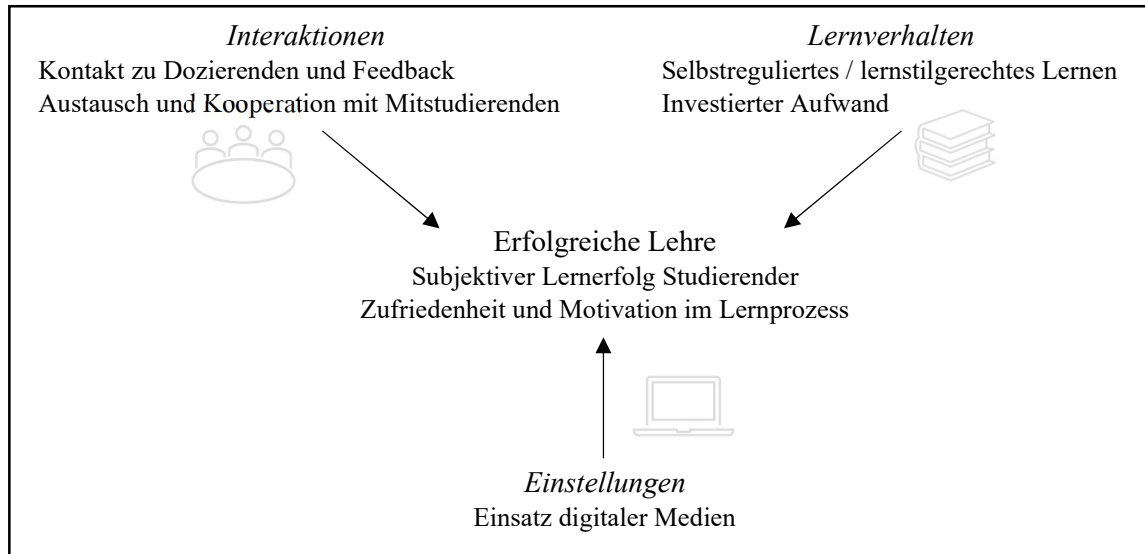 Interaktionen
Kontakt zu Dozierenden und Feedback
Austausch und Kooperation mit Mitstudierenden
Lernverhalten
Selbstreguliertes / lernstilgerechtes Lernen
Investierter Aufwand
Erfolgreiche Lehre
Subjektiver Lernerfolg Studierender
Zufriedenheit und Motivation im Lernprozess
Einstellungen
Einsatz digitaler Medien